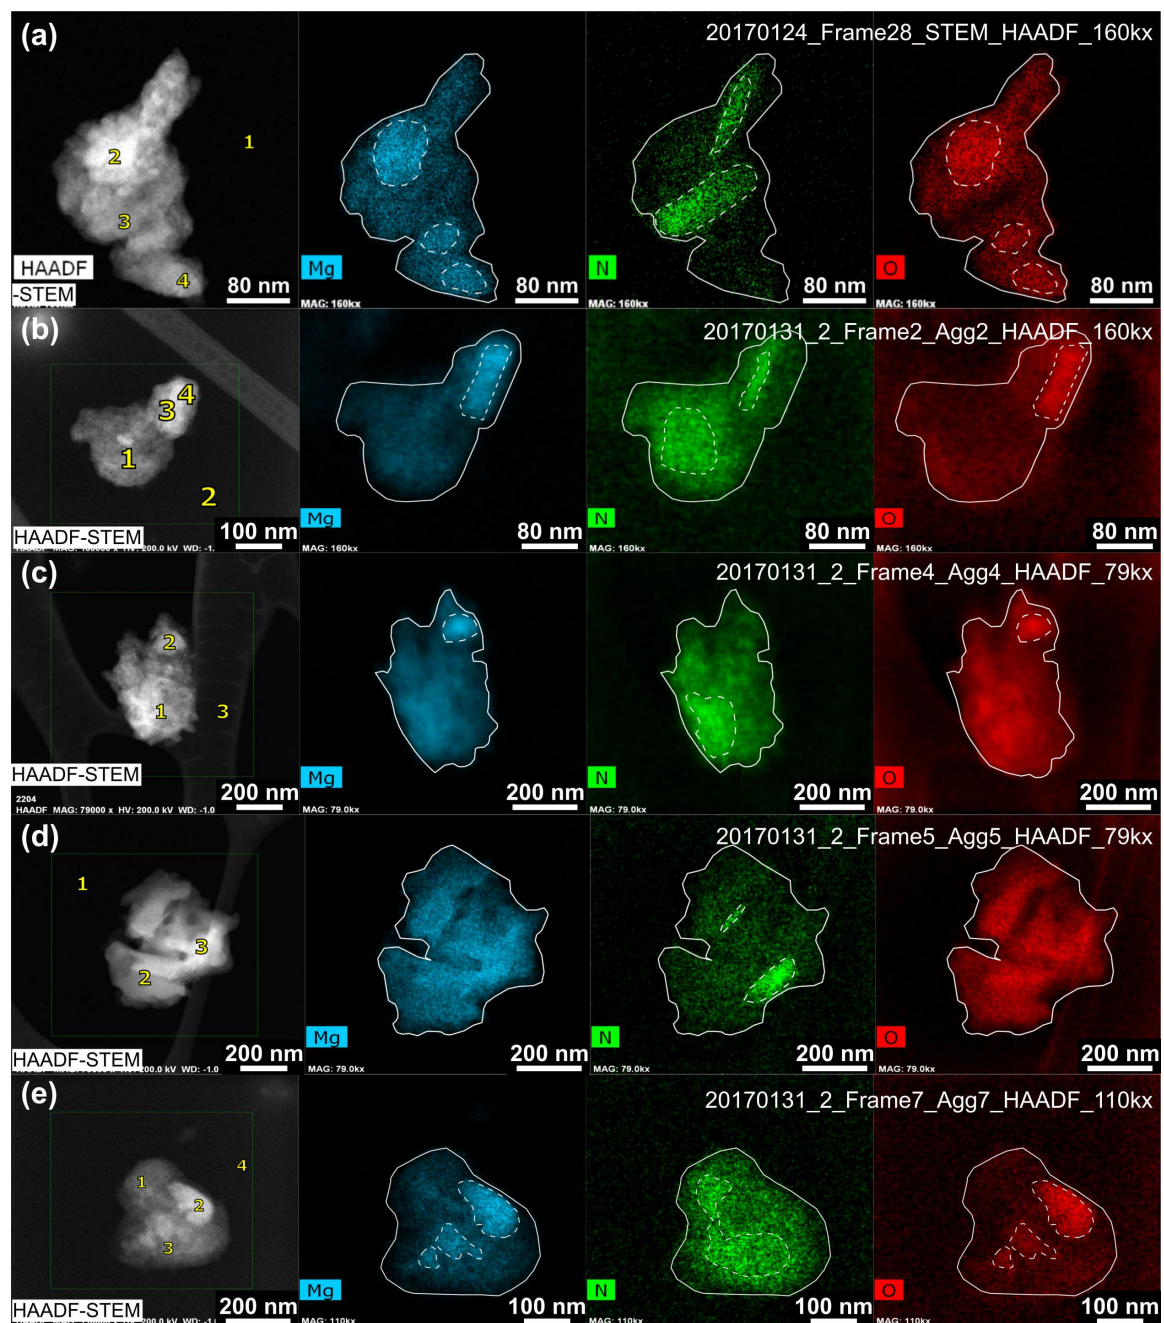 (a)
20170124_Frame28_STEM_HAADF_160kx
1
2
3
4
HAADF
-STEM
80 nm
Mg
MAG: 160kx
80 nm
N
MAG: 160kx
80 nm
O
MAG: 160kx
80 nm
(b)
20170131_2_Frame2_Agg2_HAADF_160kx
4
3
1
2
HAADF-STEM
100 nm
Mg
MAG: 160kx
80 nm
N
MAG: 160kx
80 nm
O
MAG: 160kx
80 nm
(c)
20170131_2_Frame4_Agg4_HAADF_79kx
2
1
3
HAADF-STEM
2204
HAADF MAG: 79000 x HV: 200.0 kV WD: -1.0
200 nm
Mg
MAG: 79.0kx
200 nm
N
MAG: 79.0kx
200 nm
O
MAG: 79.0kx
200 nm
(d)
20170131_2_Frame5_Agg5_HAADF_79kx
1
3
2
HAADF-STEM
200 nm
Mg
MAG: 79.0kx
200 nm
N
MAG: 79.0kx
200 nm
O
MAG: 79.0kx
200 nm
(e)
20170131_2_Frame7_Agg7_HAADF_110kx
4
1
2
3
HAADF-STEM
200 nm
Mg
MAG: 110kx
100 nm
N
MAG: 110kx
100 nm
O
MAG: 110kx
100 nm